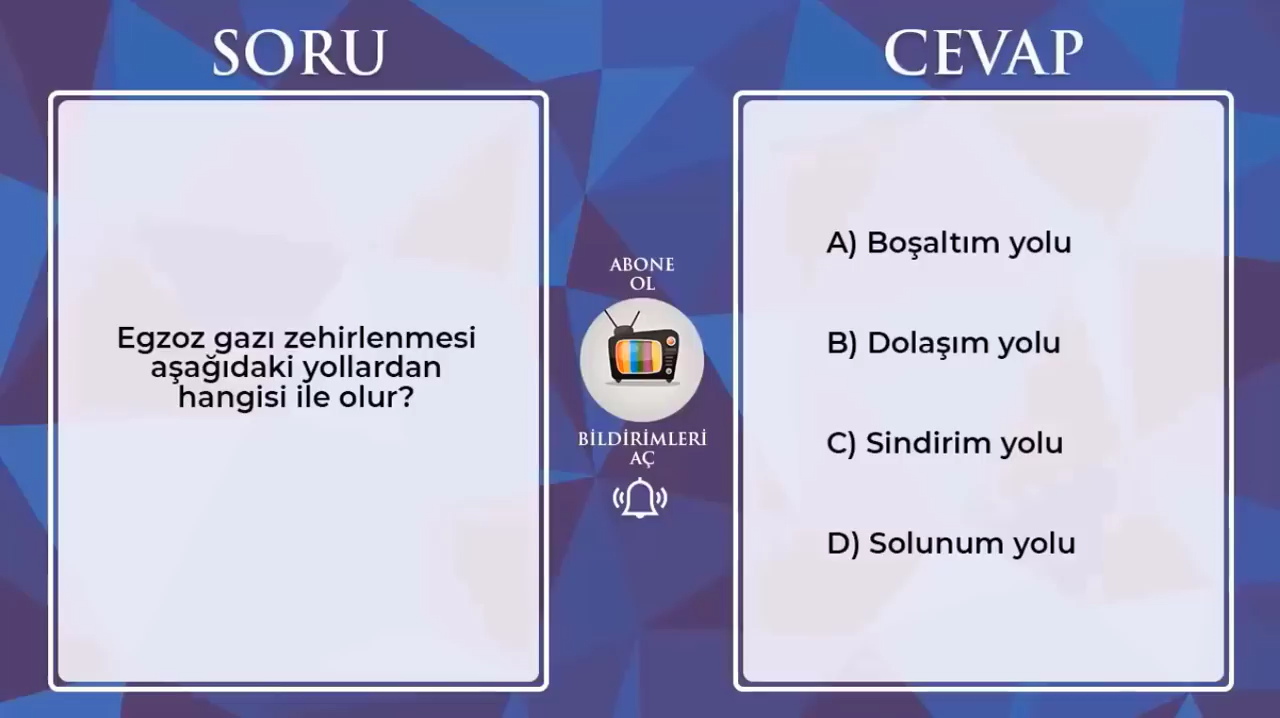 SORU
Egzoz gazı zehirlenmesi
aşağıdaki yollardan
hangisi ile olur?
ABONE
OL
BİLDİRİMLERİ
AÇ
CEVAP
A) Boşaltım yolu
B) Dolaşım yolu
C) Sindirim yolu
D) Solunum yolu